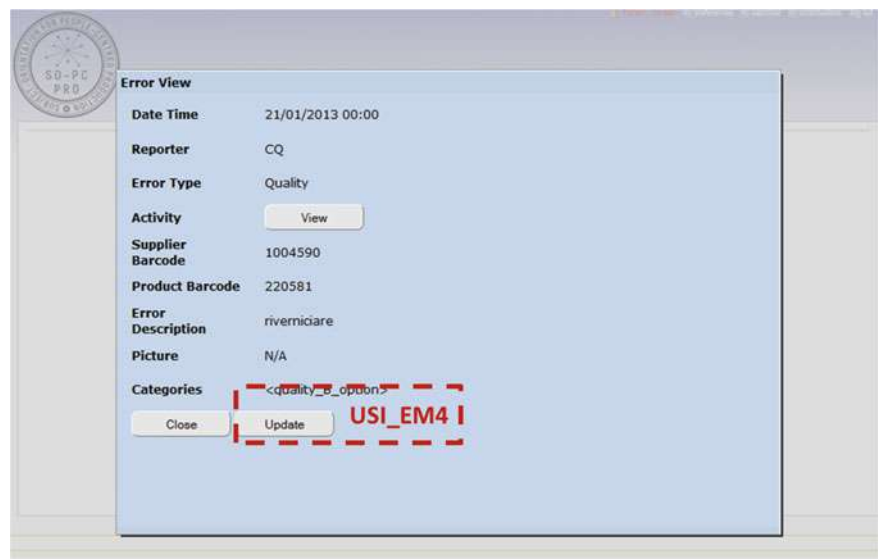 SO-PC
PRO
Error View
Date Time 21/01/2013 00:00
Reporter CQ
Error Type Quality
Activity View
Supplier
Barcode 1004590
Product Barcode 220581
Error
Description riverniciare
Picture N/A
Categories <quality_B_option>
Close Update USI_EM4